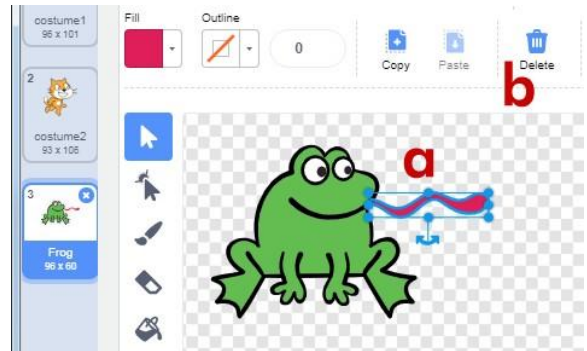 costume1
96 x 101
2
costume2
93 x 106
3
Frog
96 x 60
Fill
Outline
0
Copy
Paste
Delete
a
b